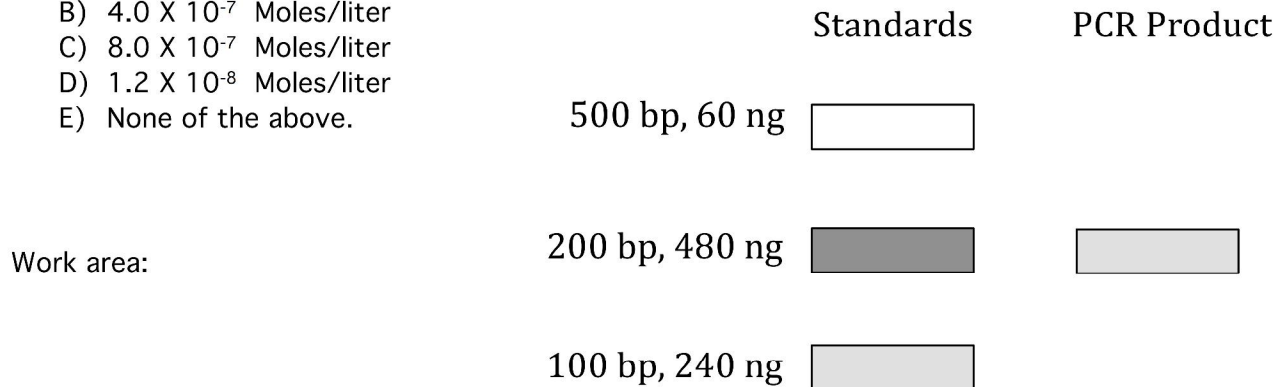 B) 4.0 X 10⁻⁷ Moles/liter
C) 8.0 X 10⁻⁷ Moles/liter
D) 1.2 X 10⁻⁸ Moles/liter
E) None of the above.
Work area:
Standards PCR Product
500 bp, 60 ng
200 bp, 480 ng
100 bp, 240 ng